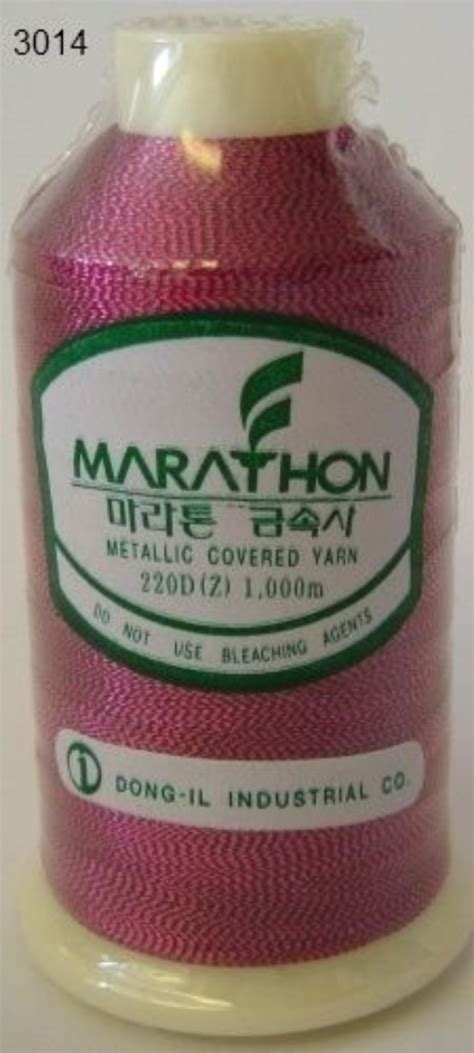 3014
MARATHON
마라톤 금속사
METALLIC COVERED YARN
220D(Z) 1,000m
DO NOT USE BLEACHING AGENTS
DONG-IL INDUSTRIAL CO.